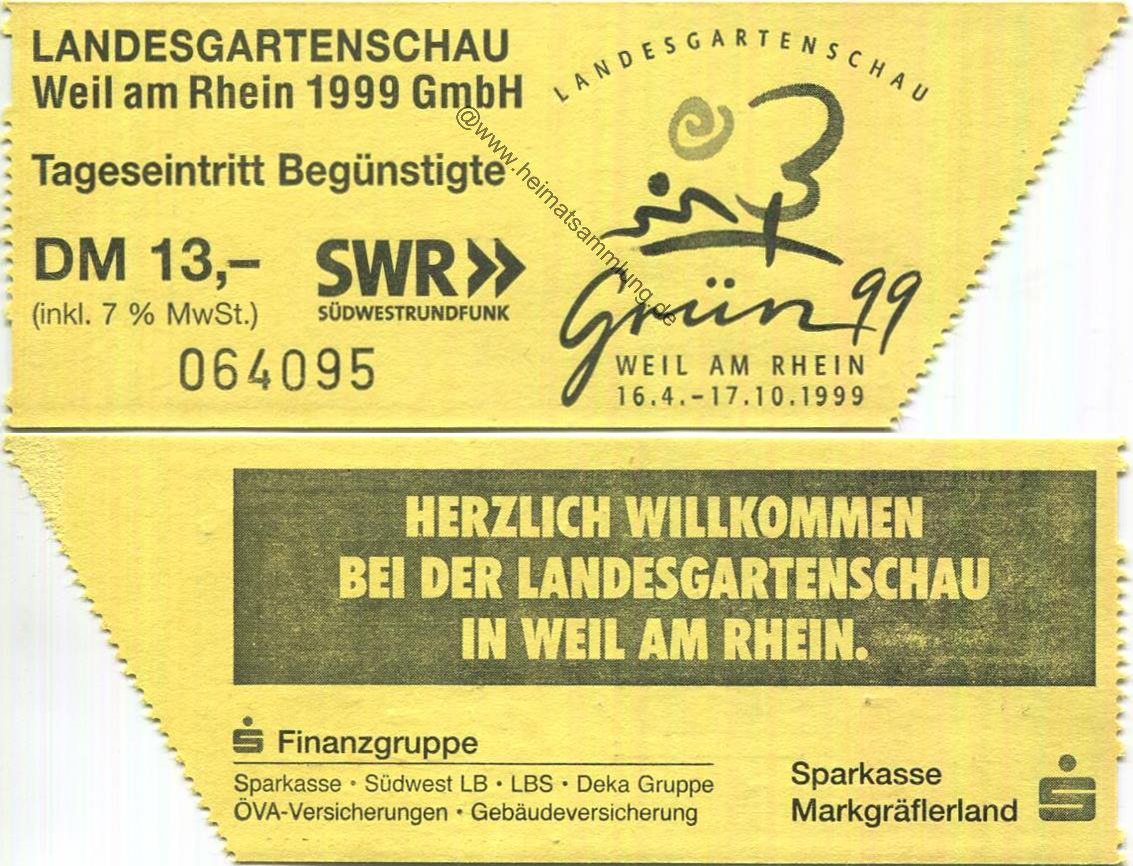 LANDESGARTENSCHAU
Weil am Rhein 1999 GmbH
Tageseintritt Begünstigte
DM 13,–
(inkl. 7 % MwSt.)
SWR»
SÜDWESTRUNDFUNK
064095
LANDESGARTENSCHAU
Grün 99
WEIL AM RHEIN
16.4.–17.10.1999
@www.heimatsammlung.de
HERZLICH WILLKOMMEN
BEI DER LANDESGARTENSCHAU
IN WEIL AM RHEIN.
Finanzgruppe
Sparkasse · Südwest LB · LBS · Deka Gruppe
ÖVA-Versicherungen · Gebäudeversicherung
Sparkasse
Markgräflerland